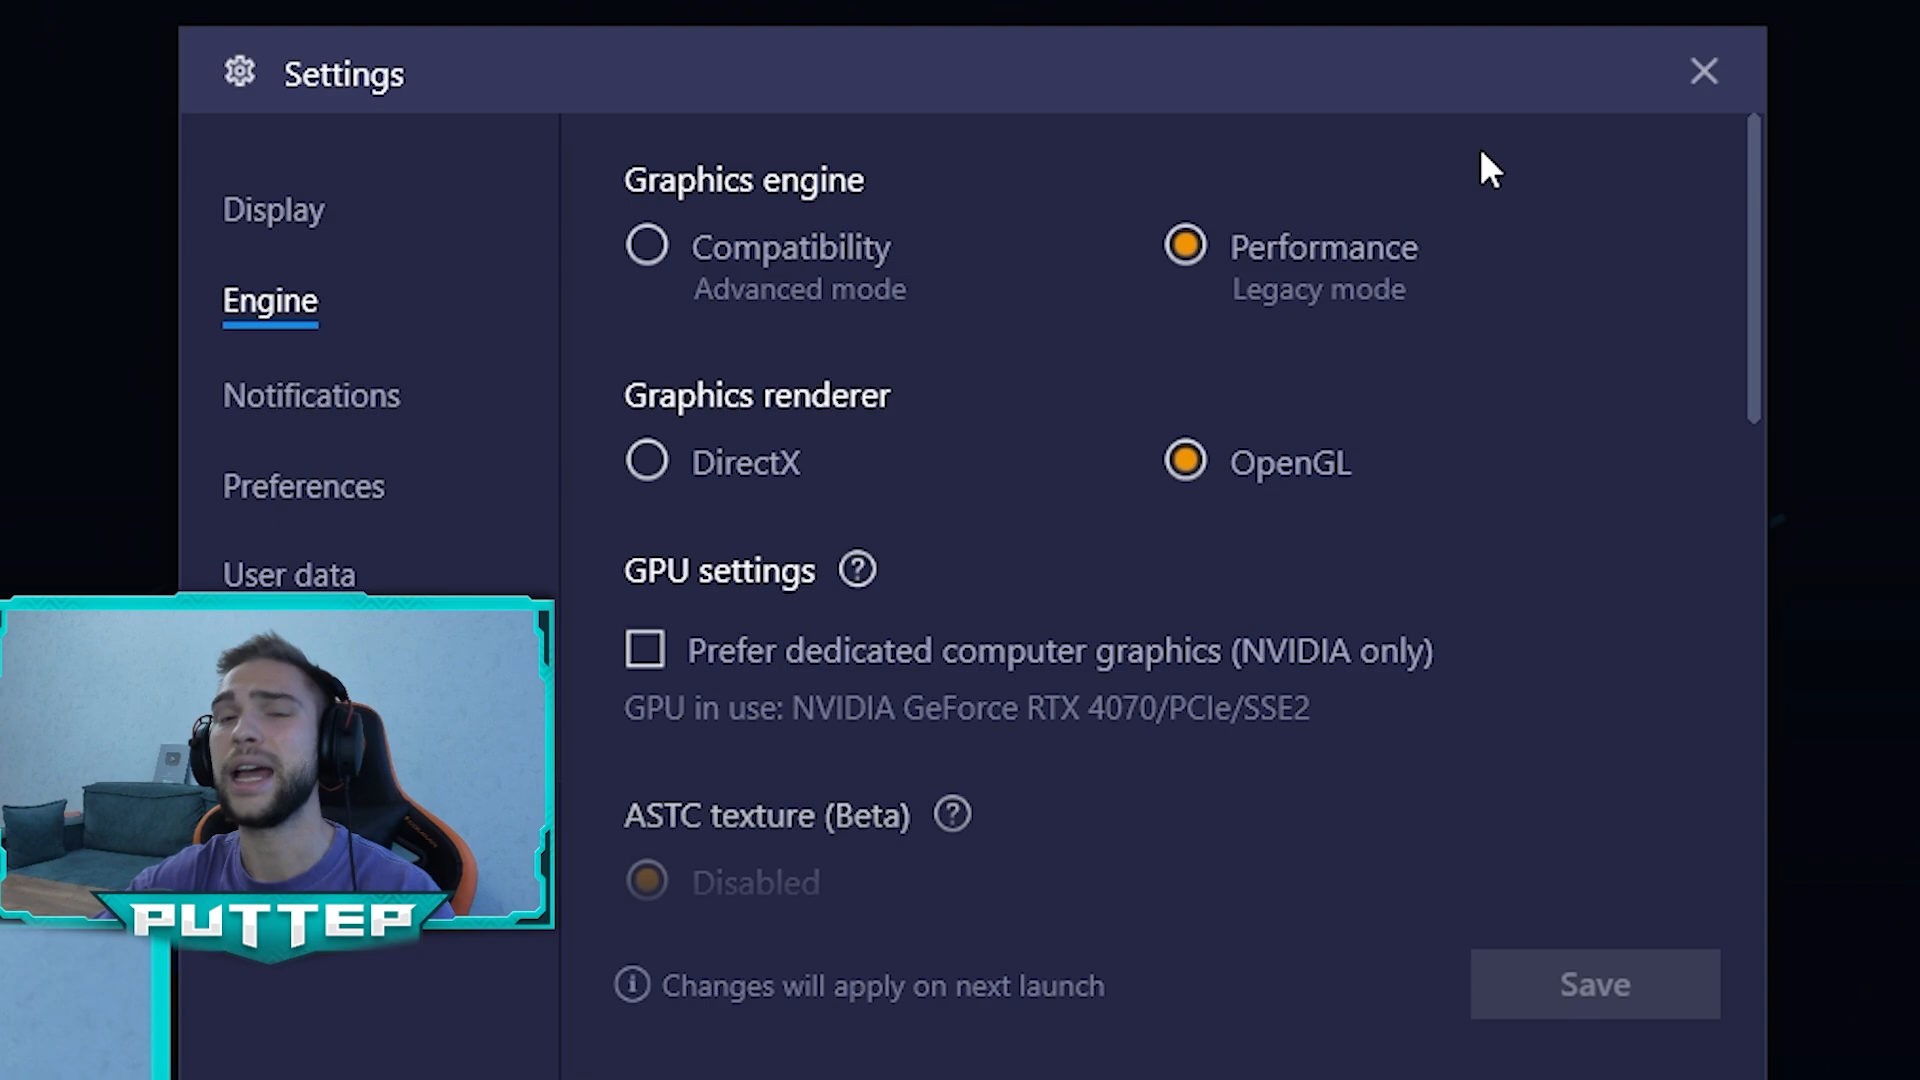 Settings
Display
Engine
Notifications
Preferences
User data
Graphics engine
Compatibility
Advanced mode
Performance
Legacy mode
Graphics renderer
DirectX
OpenGL
GPU settings ?
Prefer dedicated computer graphics (NVIDIA only)
GPU in use: NVIDIA GeForce RTX 4070/PCIe/SSE2
ASTC texture (Beta) ?
Disabled
Changes will apply on next launch
Save
PUTTEP